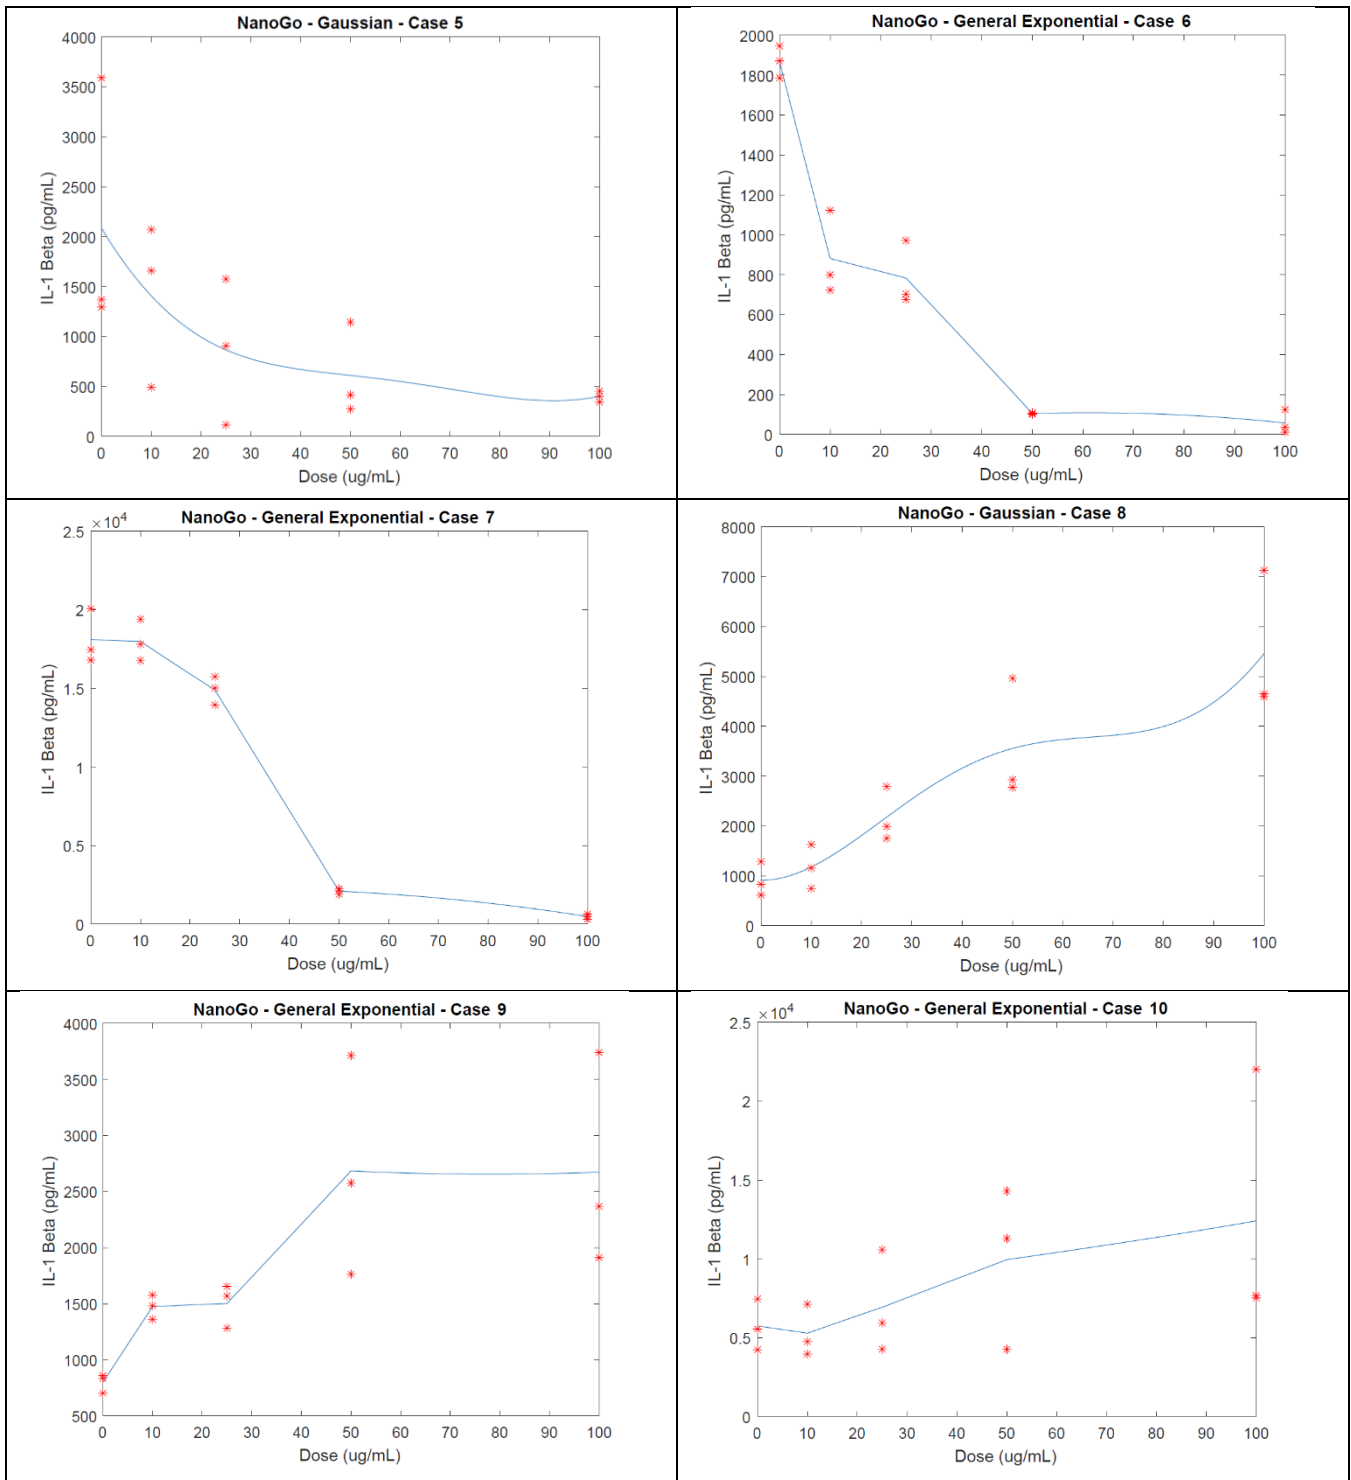 NanoGo - Gaussian - Case 5
4000
3500
3000
2500
2000
1500
1000
500
0
IL-1 Beta (pg/mL)
0 10 20 30 40 50 60 70 80 90 100
Dose (ug/mL)
NanoGo - General Exponential - Case 6
2000
1800
1600
1400
1200
1000
800
600
400
200
0
IL-1 Beta (pg/mL)
0 10 20 30 40 50 60 70 80 90 100
Dose (ug/mL)
NanoGo - General Exponential - Case 7
×10^4
2.5
2
1.5
1
0.5
0
IL-1 Beta (pg/mL)
0 10 20 30 40 50 60 70 80 90 100
Dose (ug/mL)
NanoGo - Gaussian - Case 8
8000
7000
6000
5000
4000
3000
2000
1000
0
IL-1 Beta (pg/mL)
0 10 20 30 40 50 60 70 80 90 100
Dose (ug/mL)
NanoGo - General Exponential - Case 9
4000
3500
3000
2500
2000
1500
1000
500
IL-1 Beta (pg/mL)
0 10 20 30 40 50 60 70 80 90 100
Dose (ug/mL)
NanoGo - General Exponential - Case 10
×10^4
2.5
2
1.5
1
0.5
0
IL-1 Beta (pg/mL)
0 10 20 30 40 50 60 70 80 90 100
Dose (ug/mL)